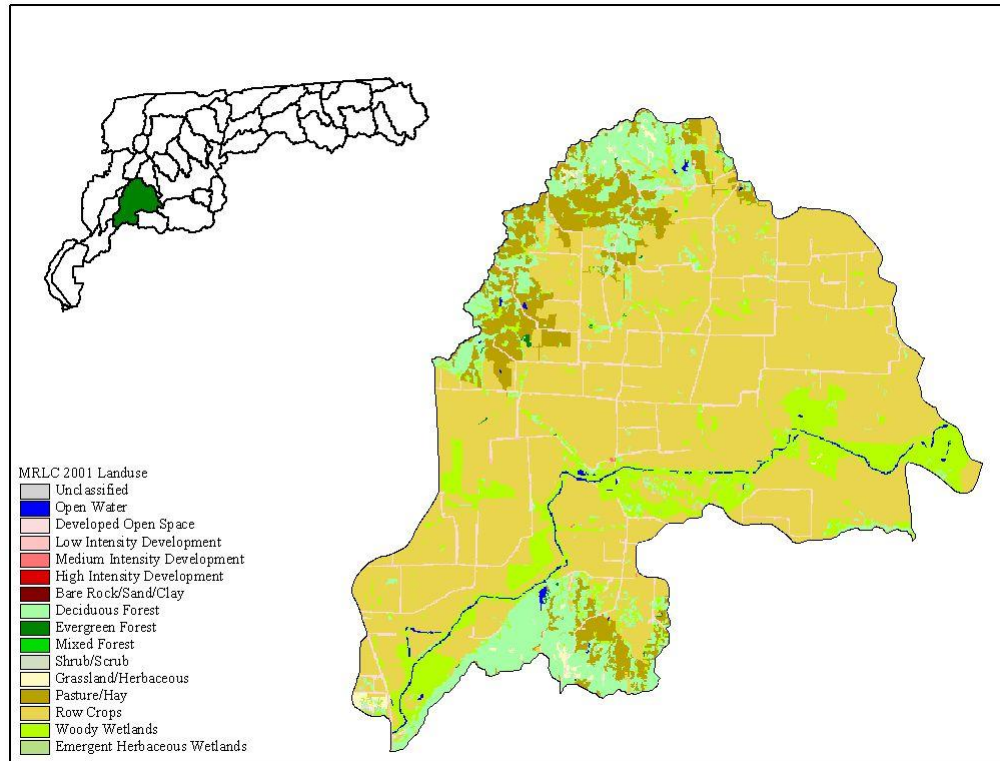 MRLC 2001 Landuse
Unclassified
Open Water
Developed Open Space
Low Intensity Development
Medium Intensity Development
High Intensity Development
Bare Rock/Sand/Clay
Deciduous Forest
Evergreen Forest
Mixed Forest
Shrub/Scrub
Grassland/Herbaceous
Pasture/Hay
Row Crops
Woody Wetlands
Emergent Herbaceous Wetlands